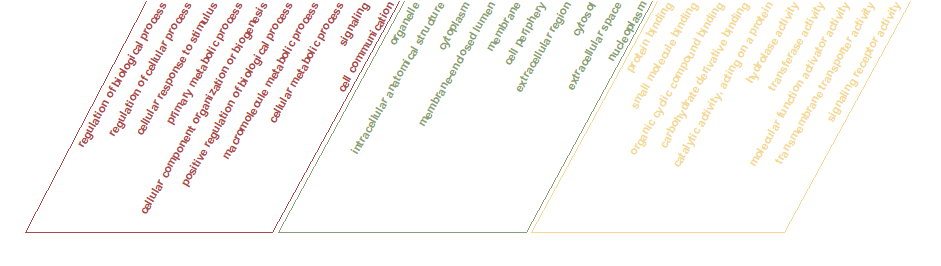 regulation of biological process
regulation of cellular process
cellular response to stimulus
primary metabolic process
cellular component organization or biogenesis
positive regulation of biological process
macromolecule metabolic process
cellular metabolic process
signaling
cell communication
organelle
intracellular anatomical structure
cytoplasm
membrane-enclosed lumen
membrane
cell periphery
extracellular region
cytosol
extracellular space
nucleoplasm
protein binding
small molecule binding
organic cyclic compound binding
carbohydrate derivative binding
catalytic activity, acting on a protein
hydrolase activity
transferase activity
molecular function activator activity
transmembrane transporter activity
signaling receptor activity